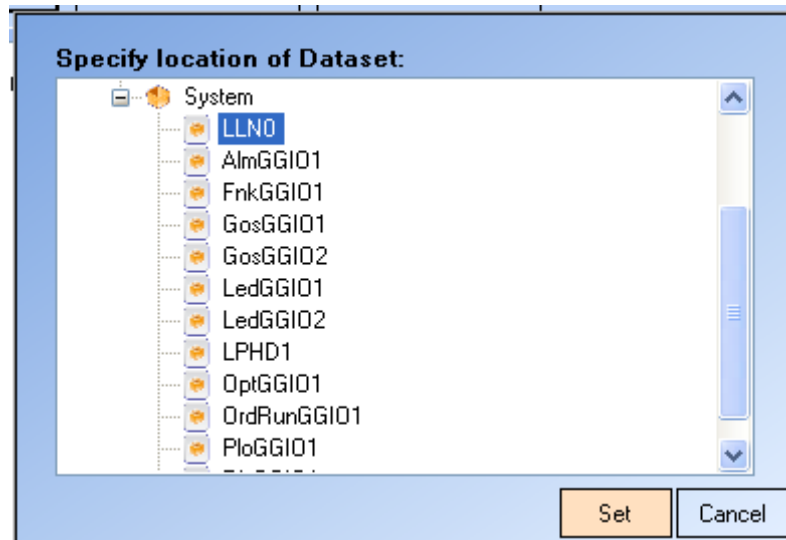 Specify location of Dataset:
System
LLN0
AlmGGIO1
FnkGGIO1
GosGGIO1
GosGGIO2
LedGGIO1
LedGGIO2
LPHD1
OptGGIO1
OrdRunGGIO1
PloGGIO1
Set Cancel